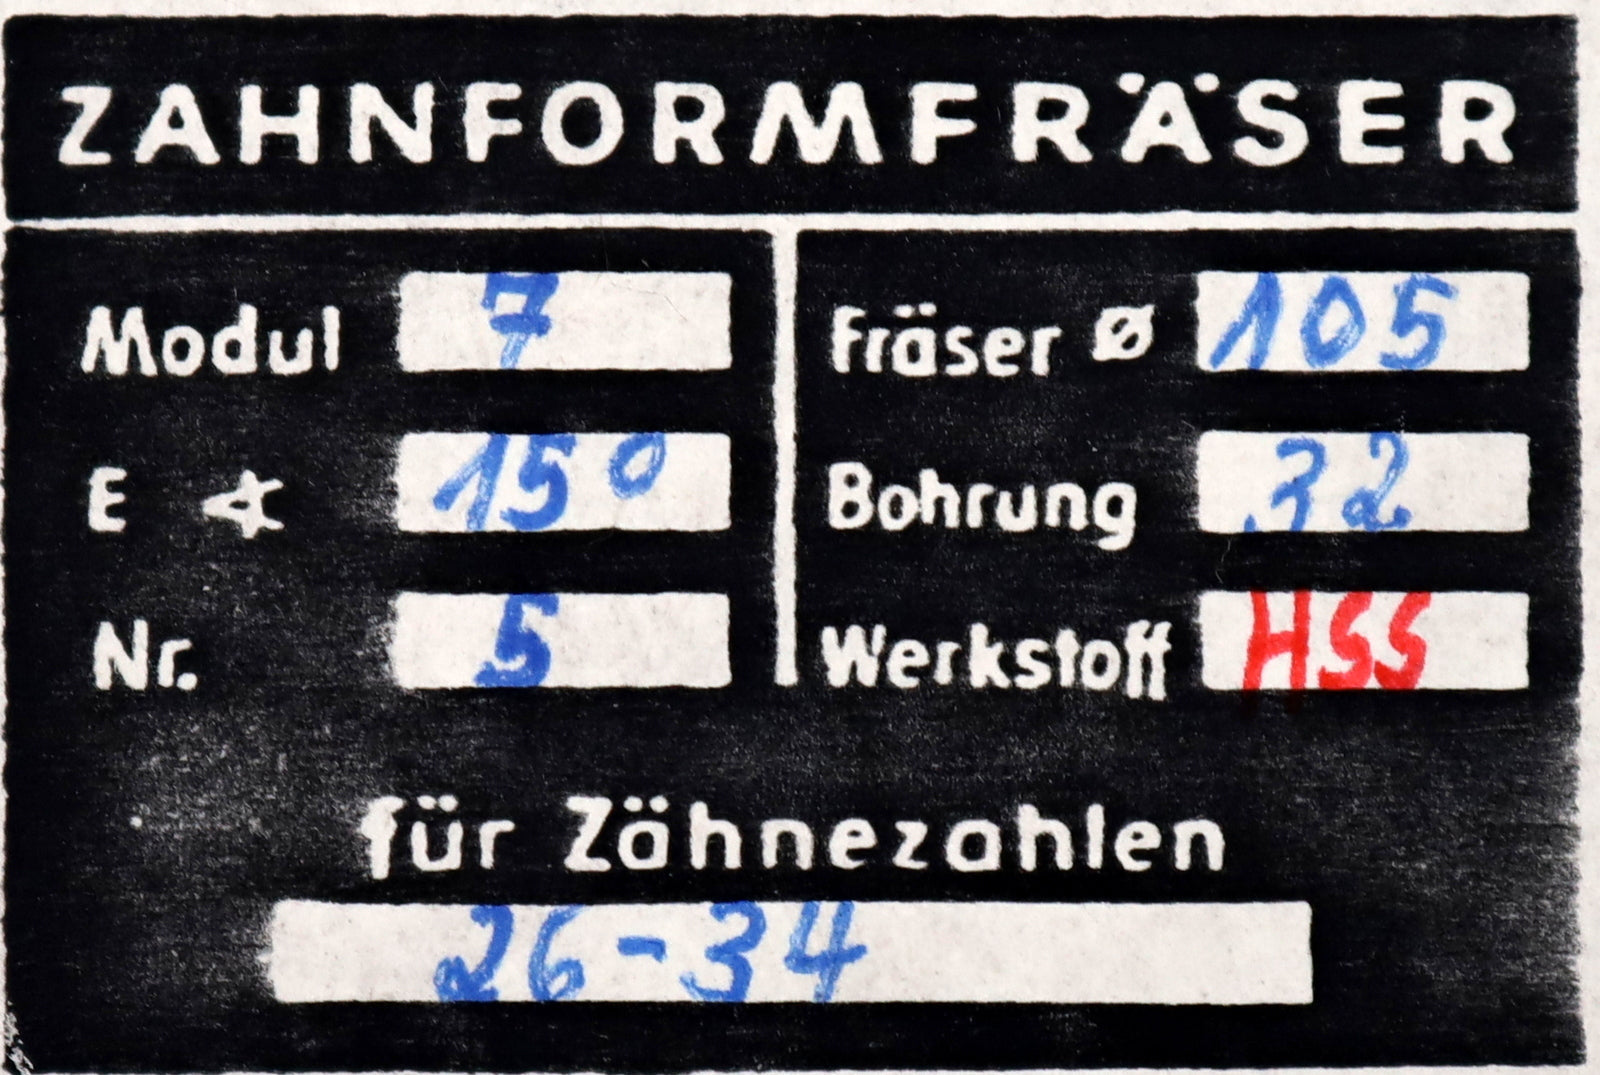 ZAHNFORMFRÄSER
Modul 7
E ∢ 15°
Nr. 5
Fräser Ø 105
Bohrung 32
Werkstoff HSS
für Zähnezahlen
26-34